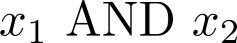 x₁ AND x₂